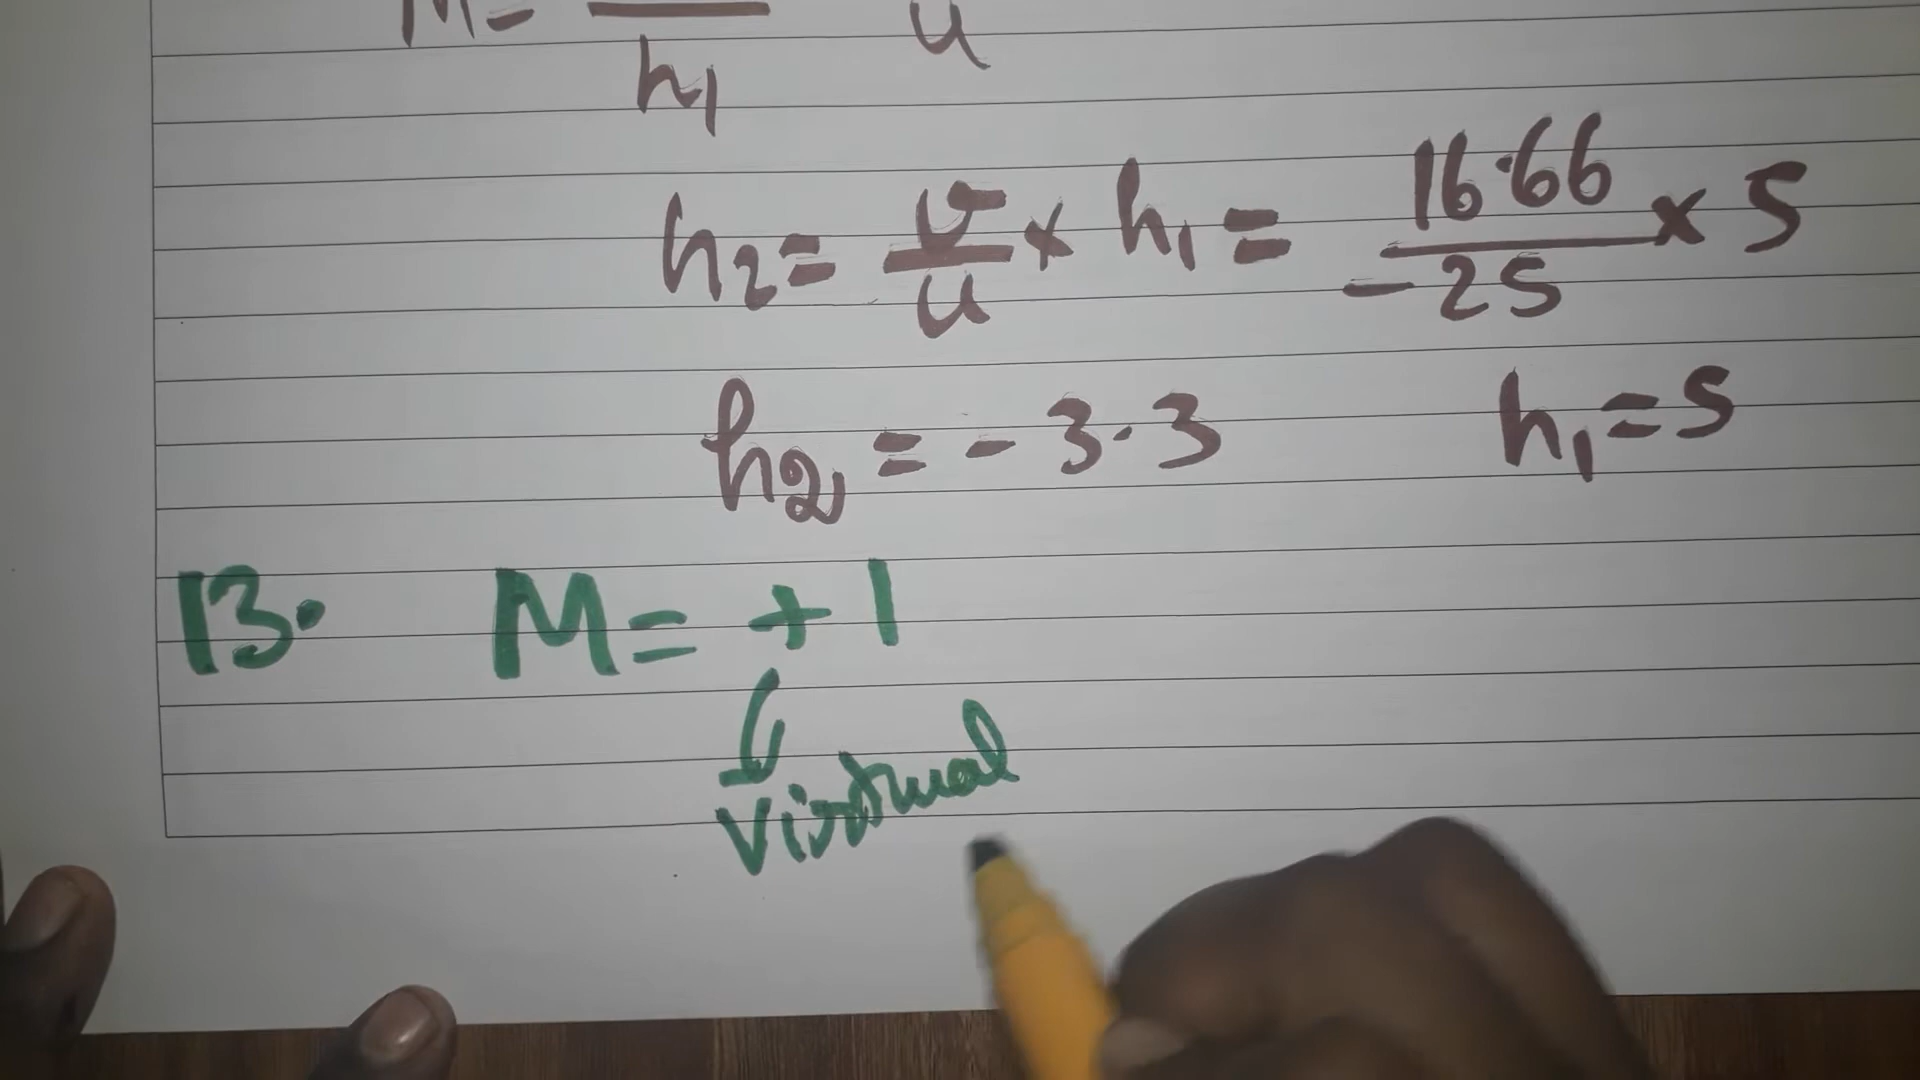 M= ― h1 u
h2= v/u × h1 = 16.66/-25 × 5
h2 = -3.3 h1=5
13. M= +1
Virtual